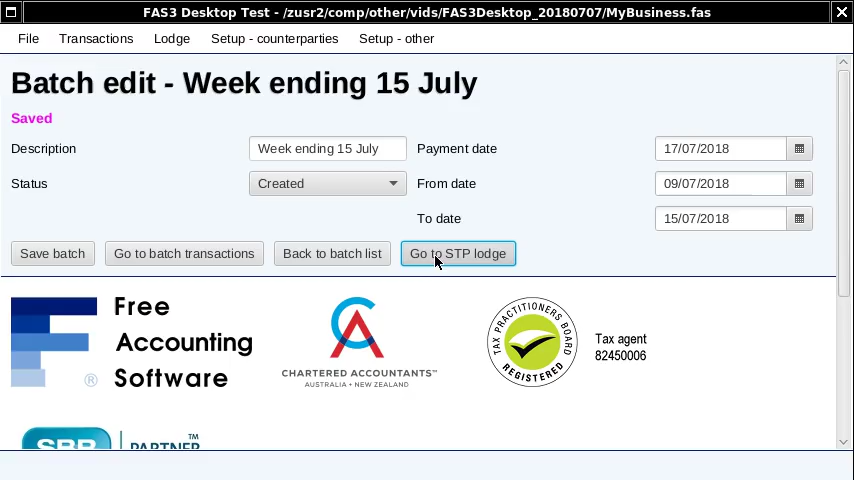 FAS3 Desktop Test - /zusr2/comp/other/vids/FAS3Desktop_20180707/MyBusiness.fas
File Transactions Lodge Setup - counterparties Setup - other
Batch edit - Week ending 15 July
Saved
Description Week ending 15 July Payment date 17/07/2018
Status Created From date 09/07/2018
To date 15/07/2018
Save batch Go to batch transactions Back to batch list Go to STP lodge
Free
Accounting
Software
®
CHARTERED ACCOUNTANTS™
AUSTRALIA + NEW ZEALAND
TAX PRACTITIONERS BOARD
REGISTERED
Tax agent
82450006
SBR PARTNER™